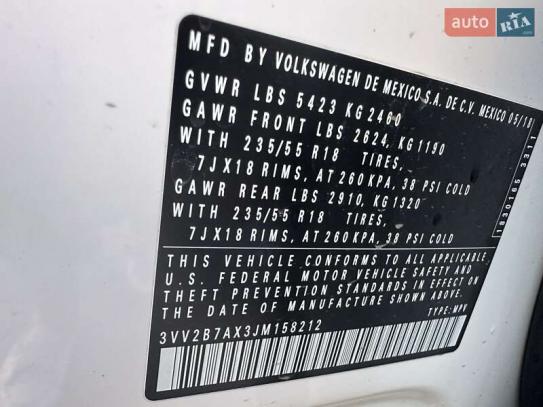 auto RIA
MFD BY VOLKSWAGEN DE MEXICO S.A. DE C.V. MEXICO 05/18
GVWR LBS 5423 KG 2460
GAWR FRONT LBS 2624, KG 1190
WITH 235/55 R18 TIRES,
7JX18 RIMS, AT 260 KPA, 38 PSI COLD
GAWR REAR LBS 2910, KG 1320
WITH 235/55 R18 TIRES,
7JX18 RIMS, AT 260 KPA, 38 PSI COLD
THIS VEHICLE CONFORMS TO ALL APPLICABLE
U.S. FEDERAL MOTOR VEHICLE SAFETY AND
THEFT PREVENTION STANDARDS IN EFFECT ON
THE DATE OF MANUFACTURE SHOWN ABOVE.
3VV2B7AX3JM158212 TYPE: MPV
1830165 3311